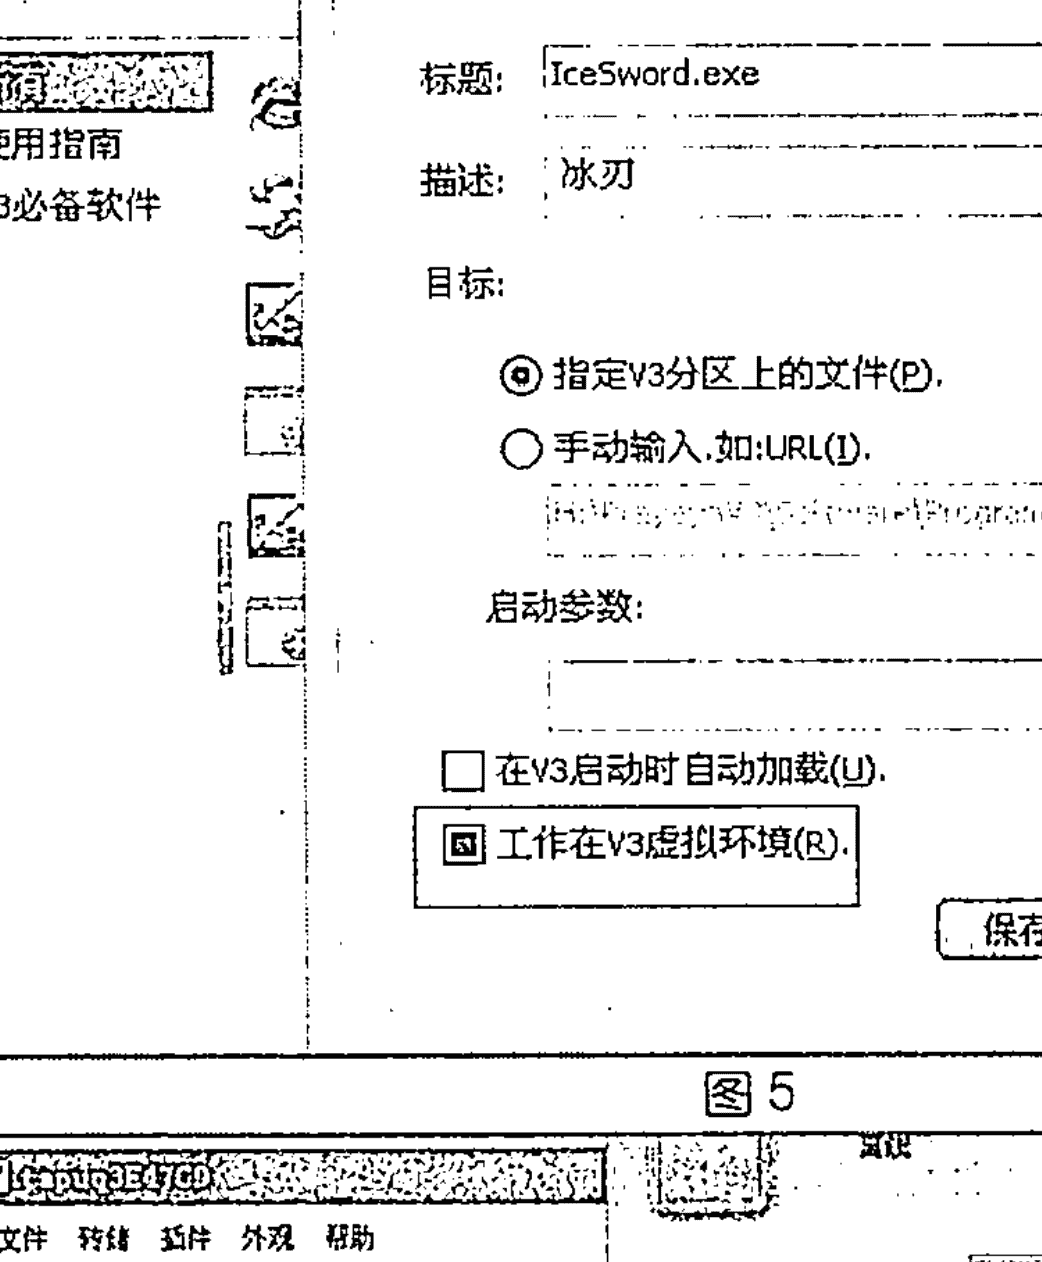 标题: IceSword.exe
使用指南
描述: 冰刃
3必备软件
目标:
指定V3分区上的文件(P).
手动输入.如:URL(I).
启动参数:
在V3启动时自动加载(U).
工作在V3虚拟环境(R).
保存
图 5
文件 转储 插件 外观 帮助